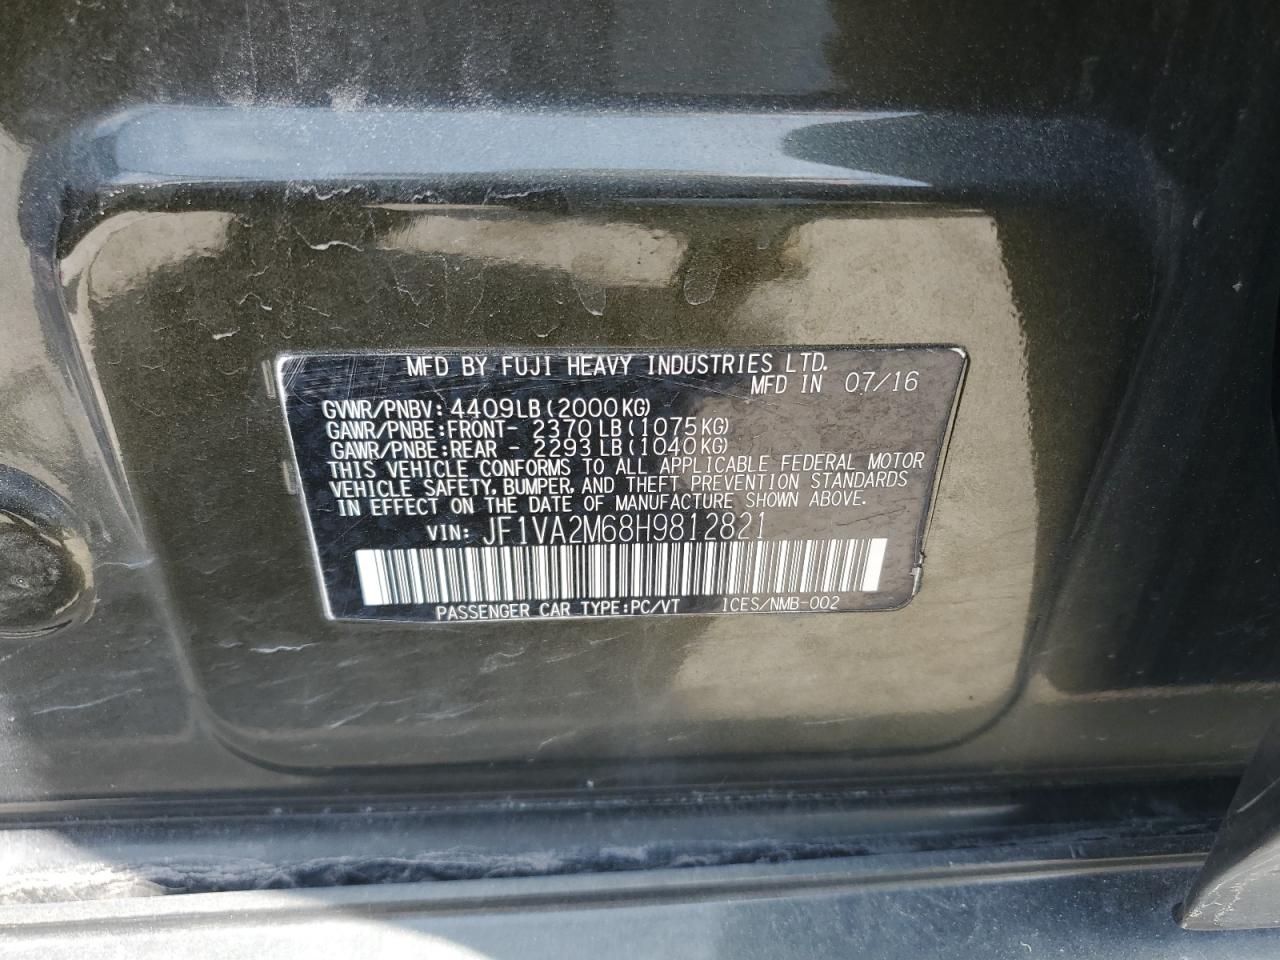 MFD BY FUJI HEAVY INDUSTRIES LTD.
MFD IN 07/16
GVWR/PNBV: 4409LB(2000KG)
GAWR/PNBE:FRONT- 2370LB(1075KG)
GAWR/PNBE:REAR - 2293LB(1040KG)
THIS VEHICLE CONFORMS TO ALL APPLICABLE FEDERAL MOTOR
VEHICLE SAFETY, BUMPER, AND THEFT PREVENTION STANDARDS
IN EFFECT ON THE DATE OF MANUFACTURE SHOWN ABOVE.
VIN: JF1VA2M68H9812821
PASSENGER CAR TYPE:PC/VT 1CES/NMB-002